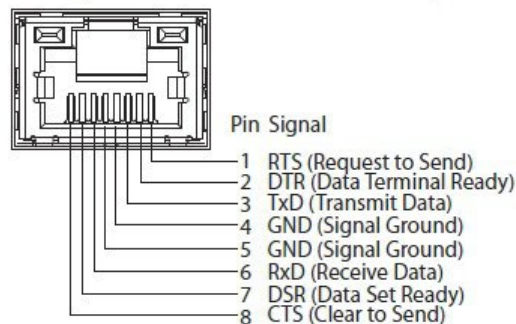 Pin Signal
1 RTS (Request to Send)
2 DTR (Data Terminal Ready)
3 TxD (Transmit Data)
4 GND (Signal Ground)
5 GND (Signal Ground)
6 RxD (Receive Data)
7 DSR (Data Set Ready)
8 CTS (Clear to Send)